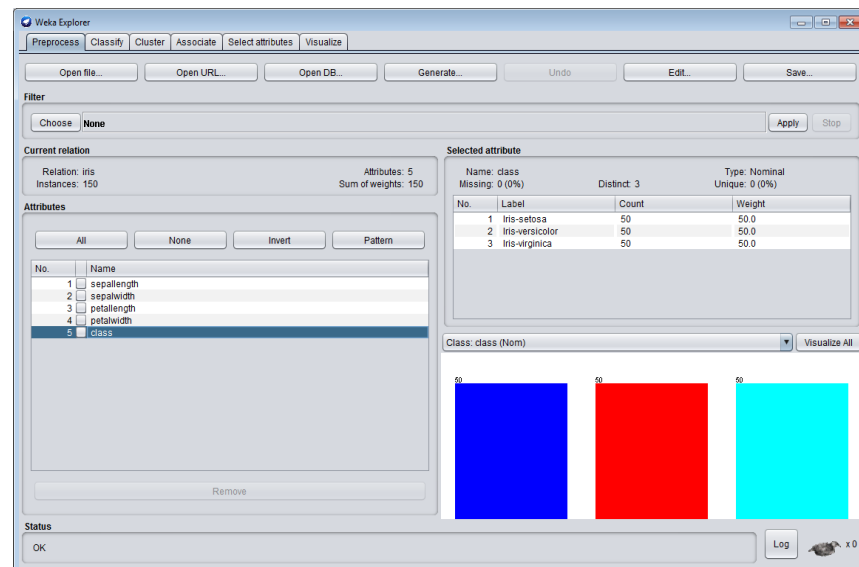 Weka Explorer
Preprocess Classify Cluster Associate Select attributes Visualize
Open file... Open URL... Open DB... Generate... Undo Edit... Save...
Filter
Choose None Apply Stop
Current relation
Relation: iris Attributes: 5
Instances: 150 Sum of weights: 150
Attributes
All None Invert Pattern
No. Name
1 sepallength
2 sepalwidth
3 petallength
4 petalwidth
5 class
Remove
Selected attribute
Name: class Type: Nominal
Missing: 0 (0%) Distinct: 3 Unique: 0 (0%)
No. Label Count Weight
1 Iris-setosa 50 50.0
2 Iris-versicolor 50 50.0
3 Iris-virginica 50 50.0
Class: class (Nom) Visualize All
50 50 50
Status
OK Log x 0